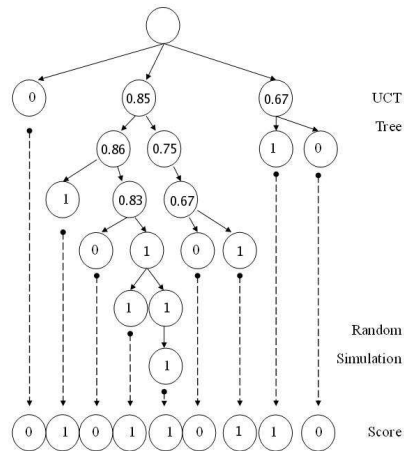 0 0.85 0.67 UCT
Tree
0.86 0.75 1 0
1 0.83 0.67
0 1 0 1
1 1
Random
1 Simulation
0 1 0 1 1 0 1 1 0 Score